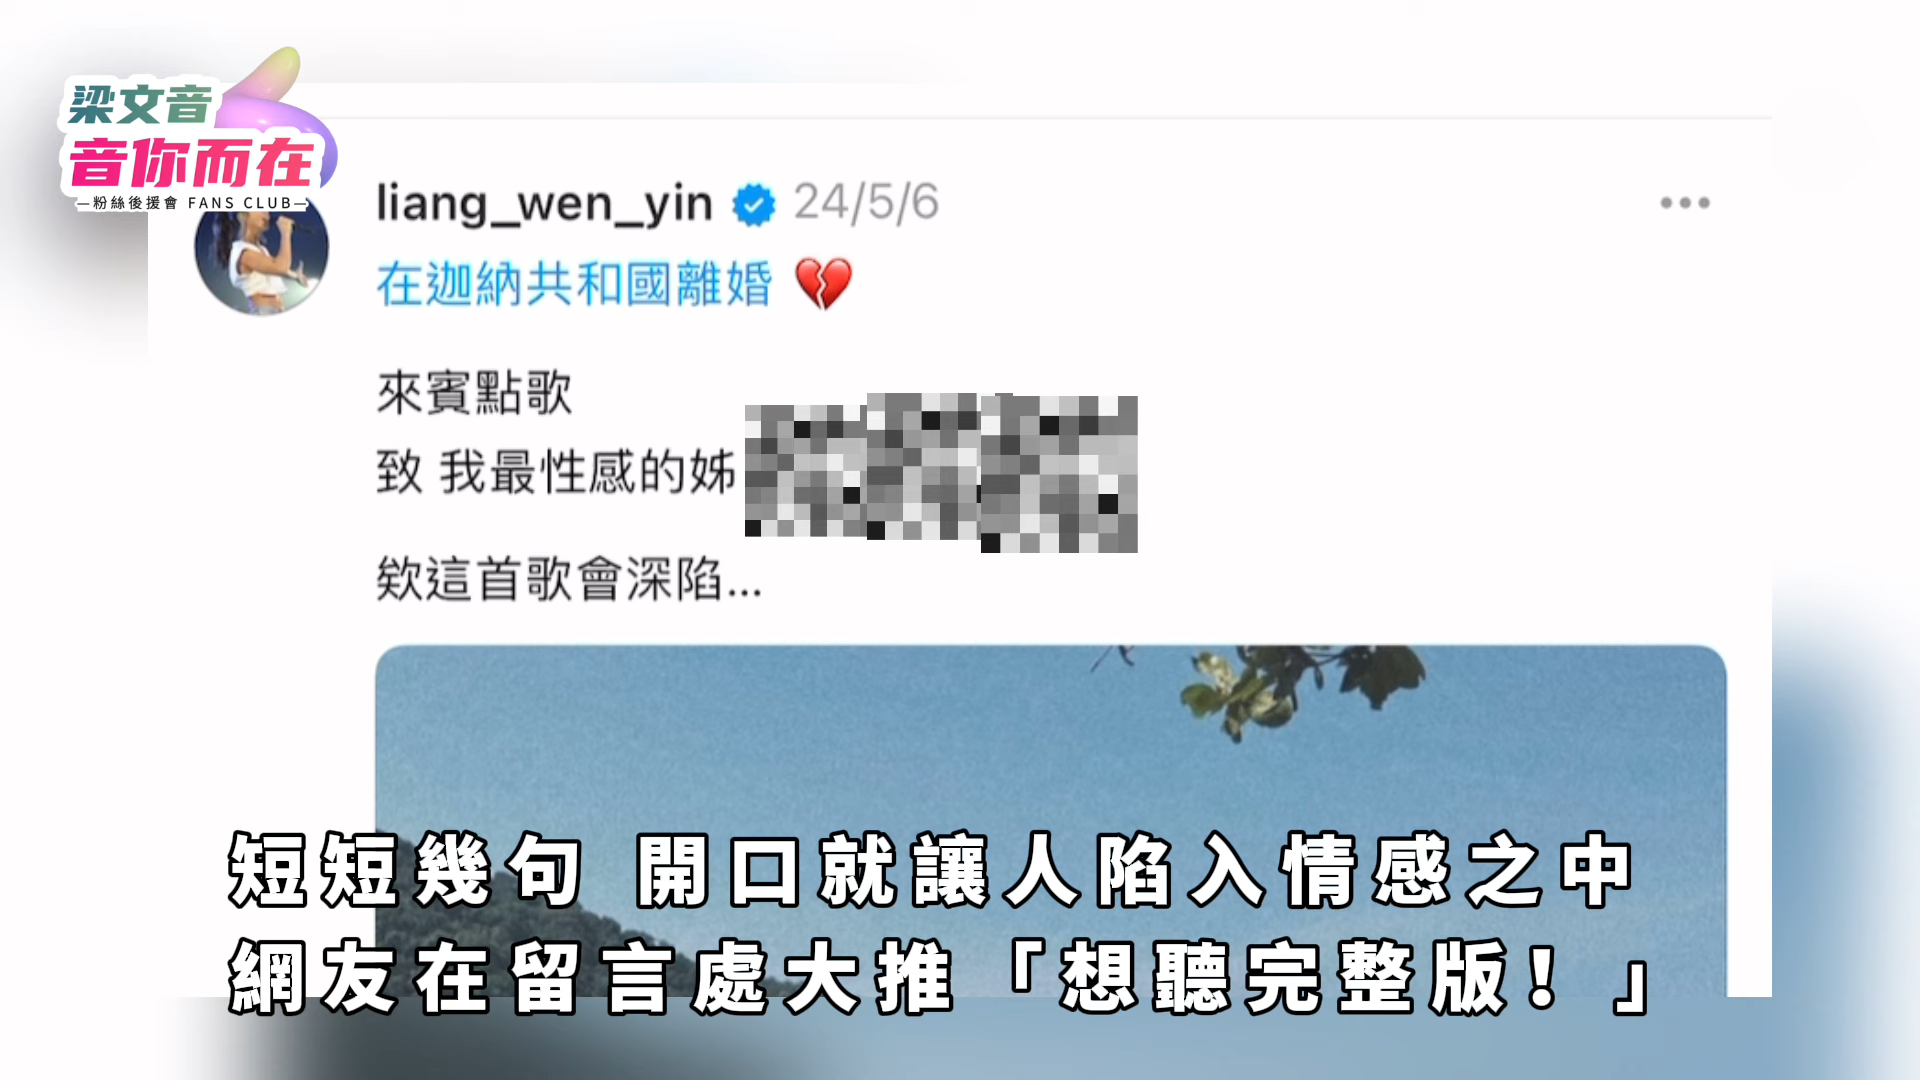 梁文音
音你而在
—粉絲後援會 FANS CLUB—
liang_wen_yin 24/5/6
在迦納共和國離婚 💔
來賓點歌
致 我最性感的姊
欸這首歌會深陷...
短短幾句 開口就讓人陷入情感之中
網友在留言處大推「想聽完整版！」